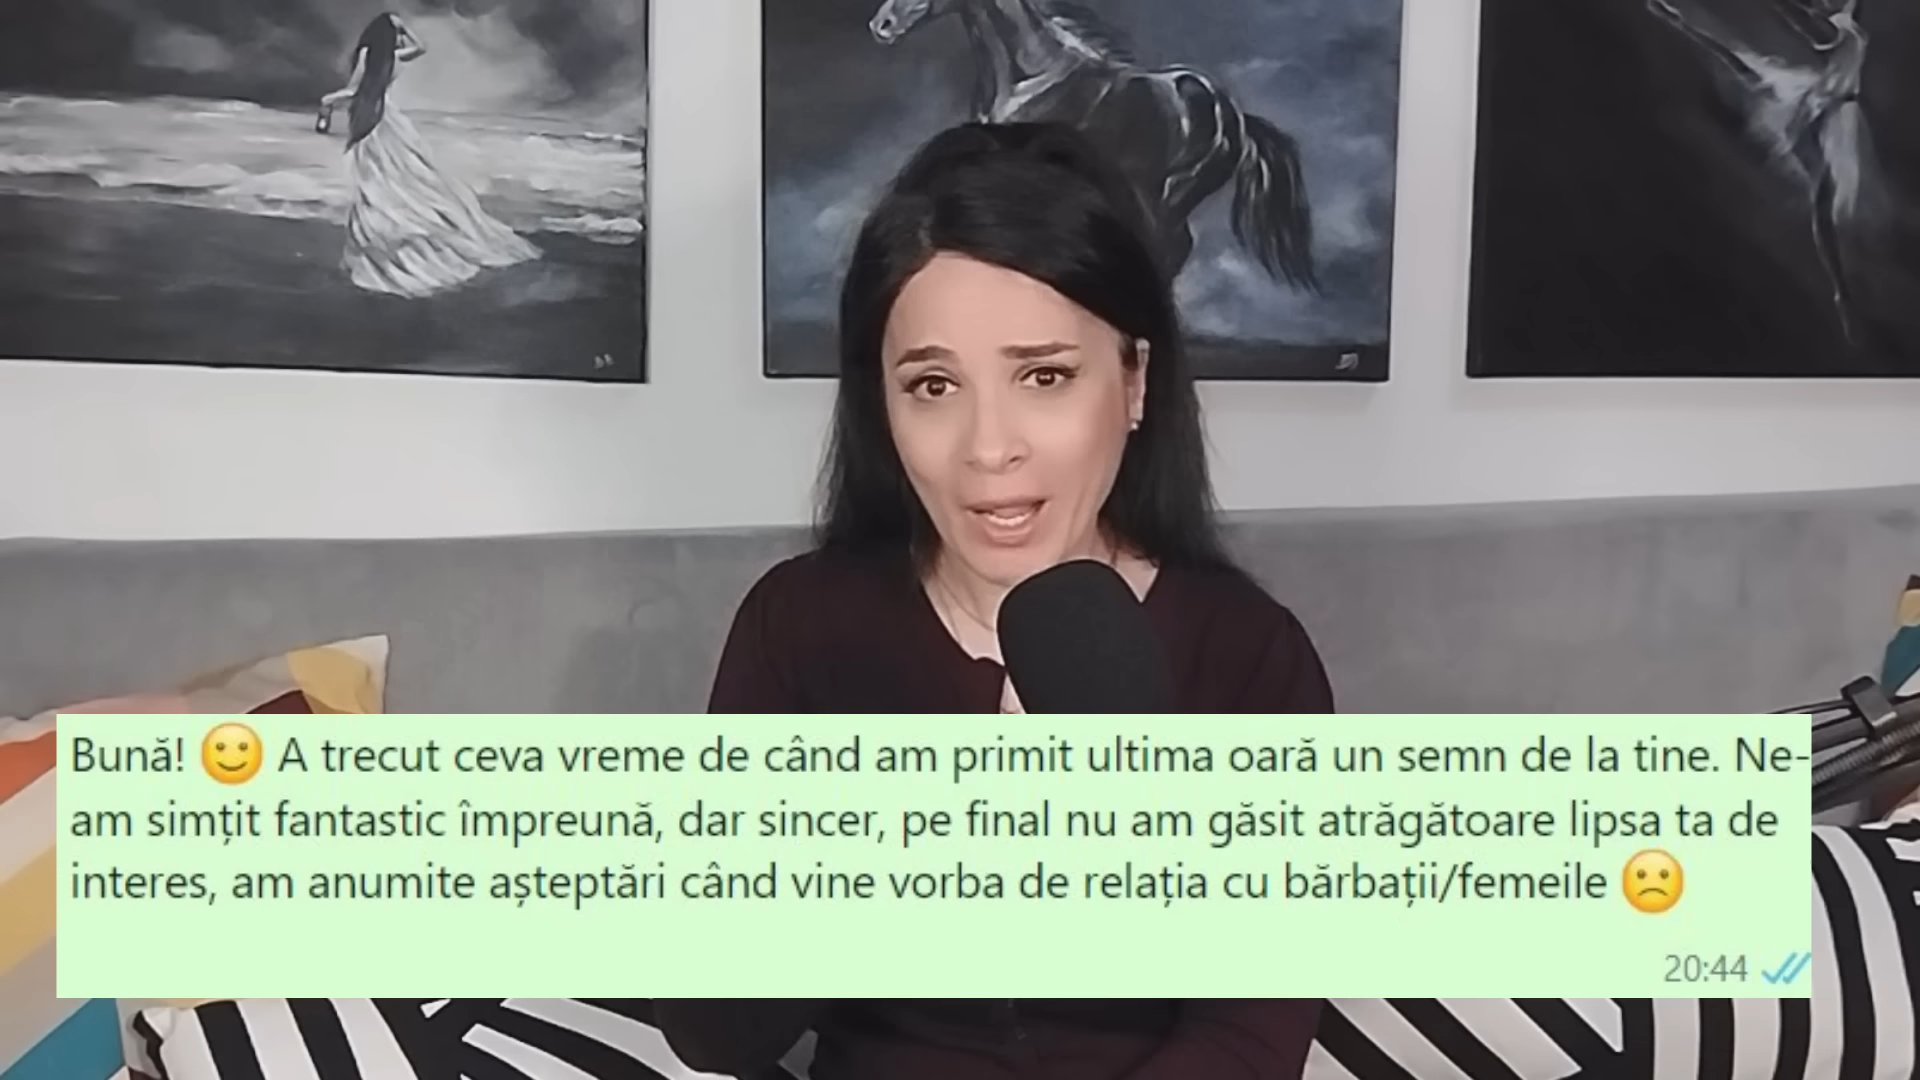 Bună! 🙂 A trecut ceva vreme de când am primit ultima oară un semn de la tine. Ne-
am simțit fantastic împreună, dar sincer, pe final nu am găsit atrăgătoare lipsa ta de
interes, am anumite așteptări când vine vorba de relația cu bărbații/femeile 🙁
20:44